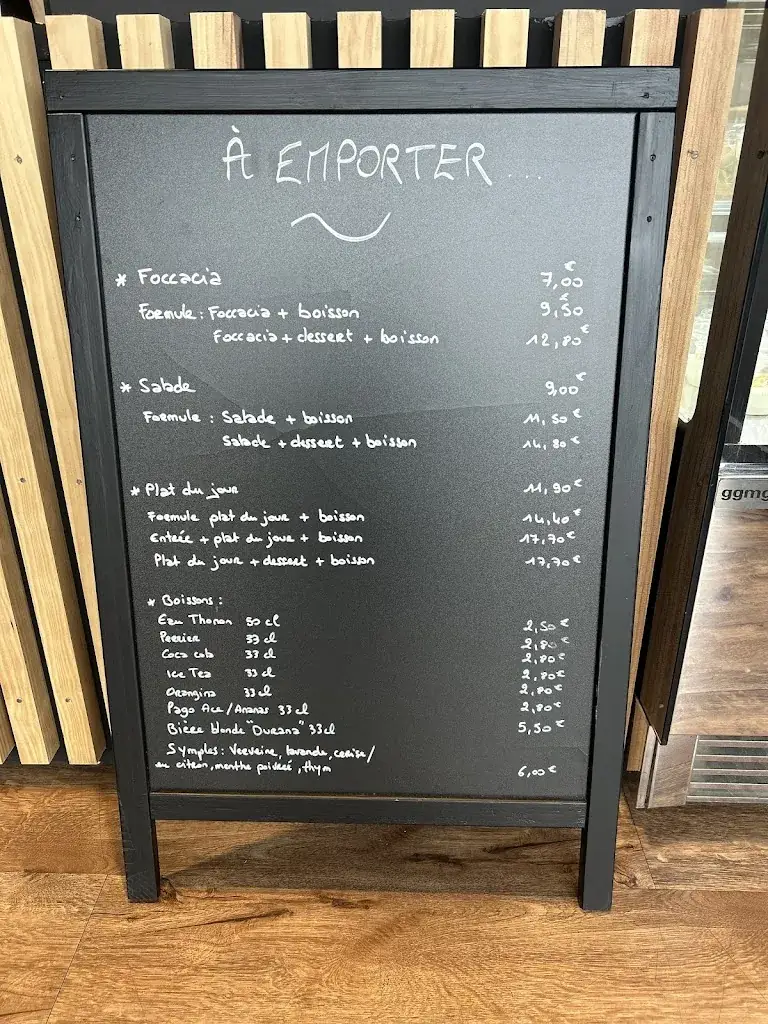 À EMPORTER...
* Foccacia 7,00€
Formule : Foccacia + boisson 9,50€
Foccacia + dessert + boisson 12,80€
* Salade 9,00€
Formule : Salade + boisson 11,50€
Salade + dessert + boisson 14,80€
* Plat du jour 11,90€
Formule plat du jour + boisson 14,40€
Entrée + plat du jour + boisson 17,70€
Plat du jour + dessert + boisson 17,70€
* Boissons :
Eau Thonon 50 cl 2,50€
Perrier 33 cl 2,80€
Coca cola 33 cl 2,80€
Ice Tea 33 cl 2,80€
Orangina 33 cl 2,80€
Pago Ace/Ananas 33 cl 2,80€
Bière blonde "Durana" 33cl 5,50€
Symples : Verveine, lavande, cerise/
citron, menthe poivrée, thym 6,00€
ggmg